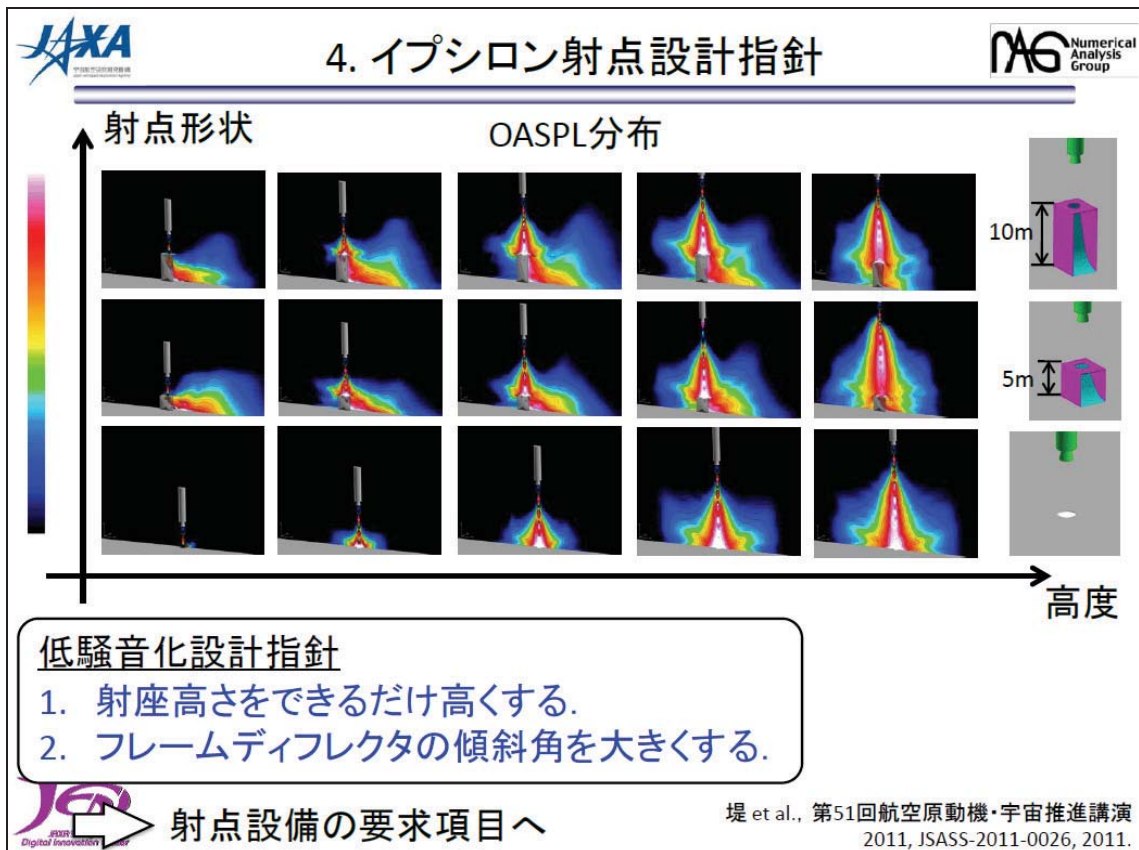 JAXA
4. イプシロン射点設計指針
NAG Numerical
Analysis
Group
射点形状
OASPL分布
10m
5m
高度
低騒音化設計指針
1. 射座高さをできるだけ高くする.
2. フレームディフレクタの傾斜角を大きくする.
射点設備の要求項目へ
Digital Innovation
堤 et al., 第51回航空原動機・宇宙推進講演
2011, JSASS-2011-0026, 2011.